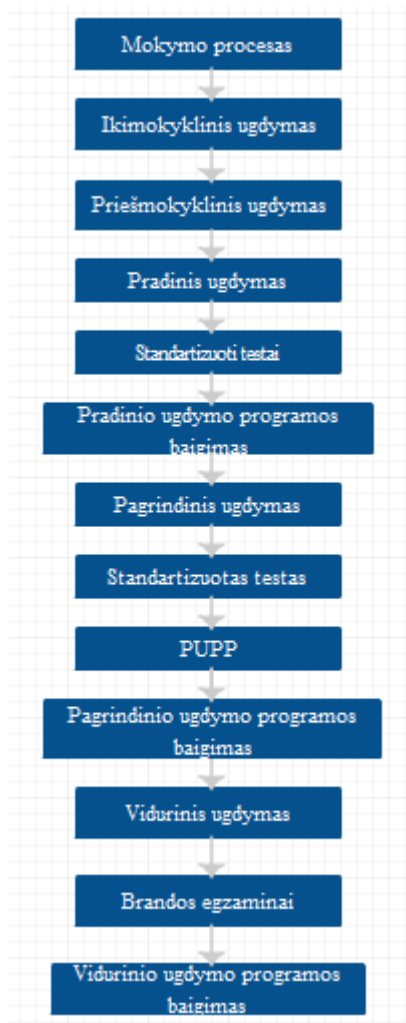 Mokymo procesas
Ikimokyklinis ugdymas
Priešmokyklinis ugdymas
Pradinis ugdymas
Standartizuoti testai
Pradinio ugdymo programos
baigimas
Pagrindinis ugdymas
Standartizuotas testas
PUPP
Pagrindinio ugdymo programos
baigimas
Vidurinis ugdymas
Brandos egzaminai
Vidurinio ugdymo programos
baigimas